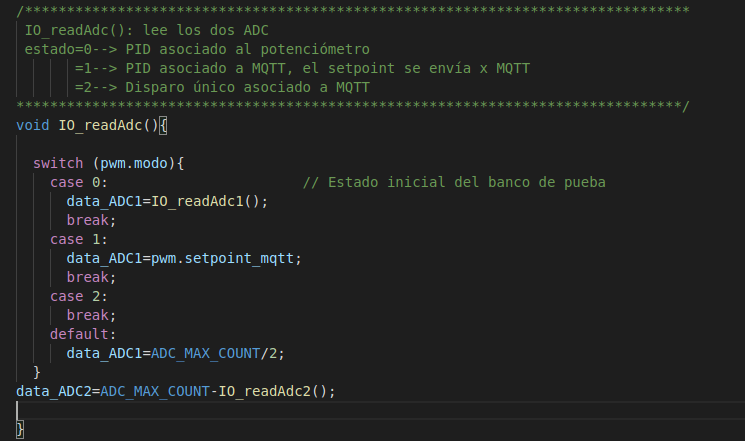 /*******************************************************************************
IO_readAdc(): lee los dos ADC
estado=0--> PID asociado al potenciómetro
=1--> PID asociado a MQTT, el setpoint se envía x MQTT
=2--> Disparo único asociado a MQTT
*******************************************************************************/
void IO_readAdc(){
switch (pwm.modo){
case 0: // Estado inicial del banco de pueba
data_ADC1=IO_readAdc1();
break;
case 1:
data_ADC1=pwm.setpoint_mqtt;
break;
case 2:
break;
default:
data_ADC1=ADC_MAX_COUNT/2;
}
data_ADC2=ADC_MAX_COUNT-IO_readAdc2();
}